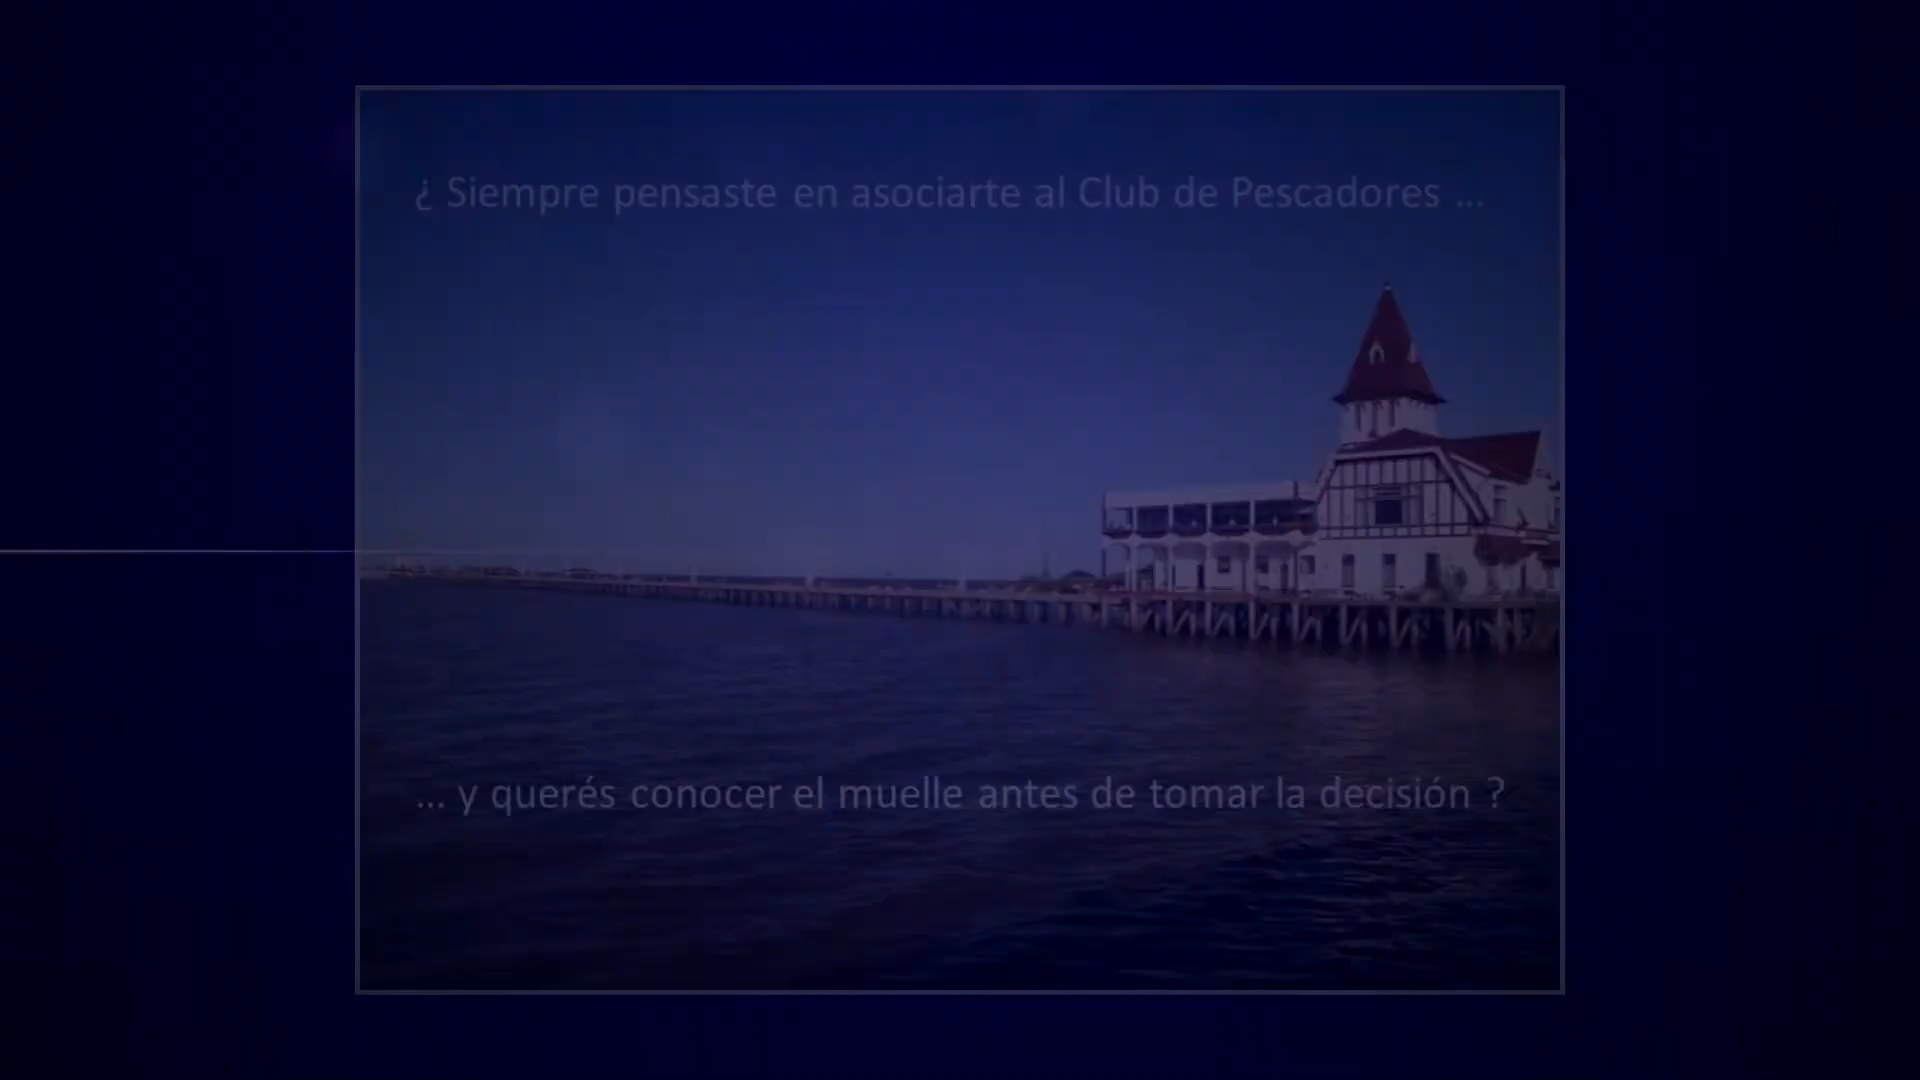 ¿ Siempre pensaste en asociarte al Club de Pescadores ...
... y querés conocer el muelle antes de tomar la decisión ?